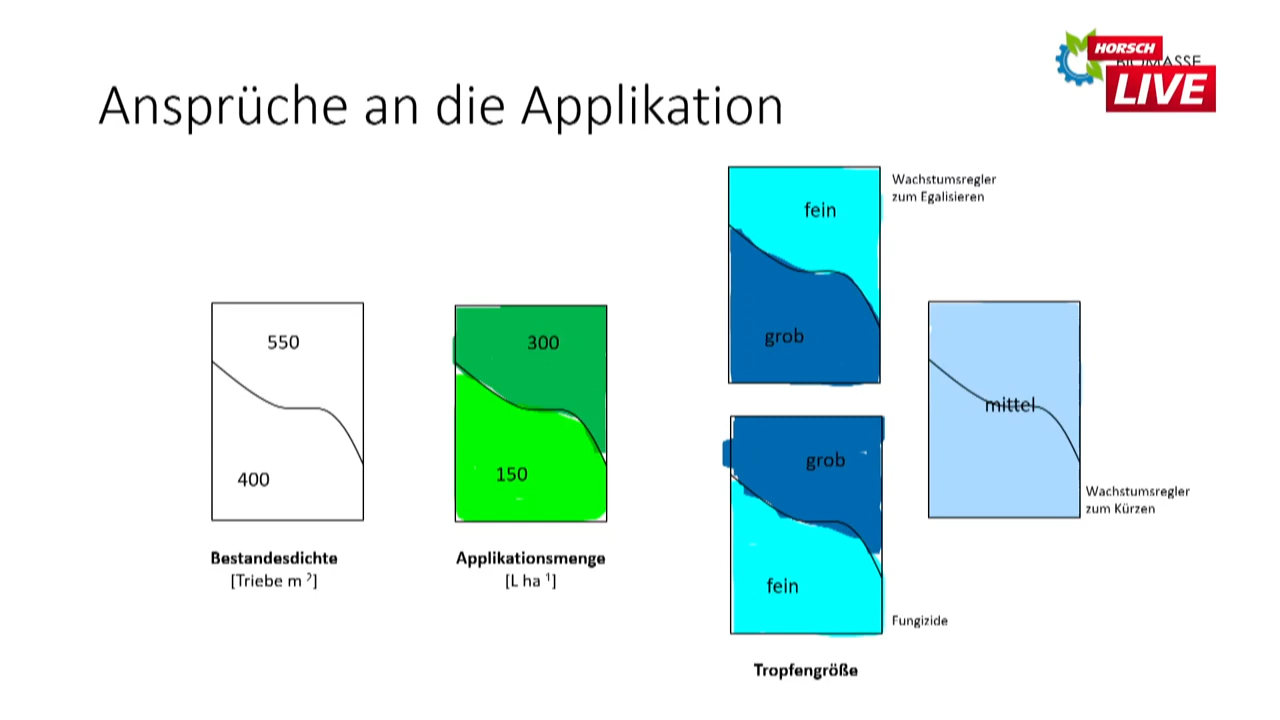 HORSCH
LIVE
BIOMASSE
Ansprüche an die Applikation
550
400
Bestandesdichte
[Triebe m ²]
300
150
Applikationsmenge
[L ha ¹]
fein
grob
Wachstumsregler
zum Egalisieren
grob
fein
Fungizide
Tropfengröße
mittel
Wachstumsregler
zum Kürzen